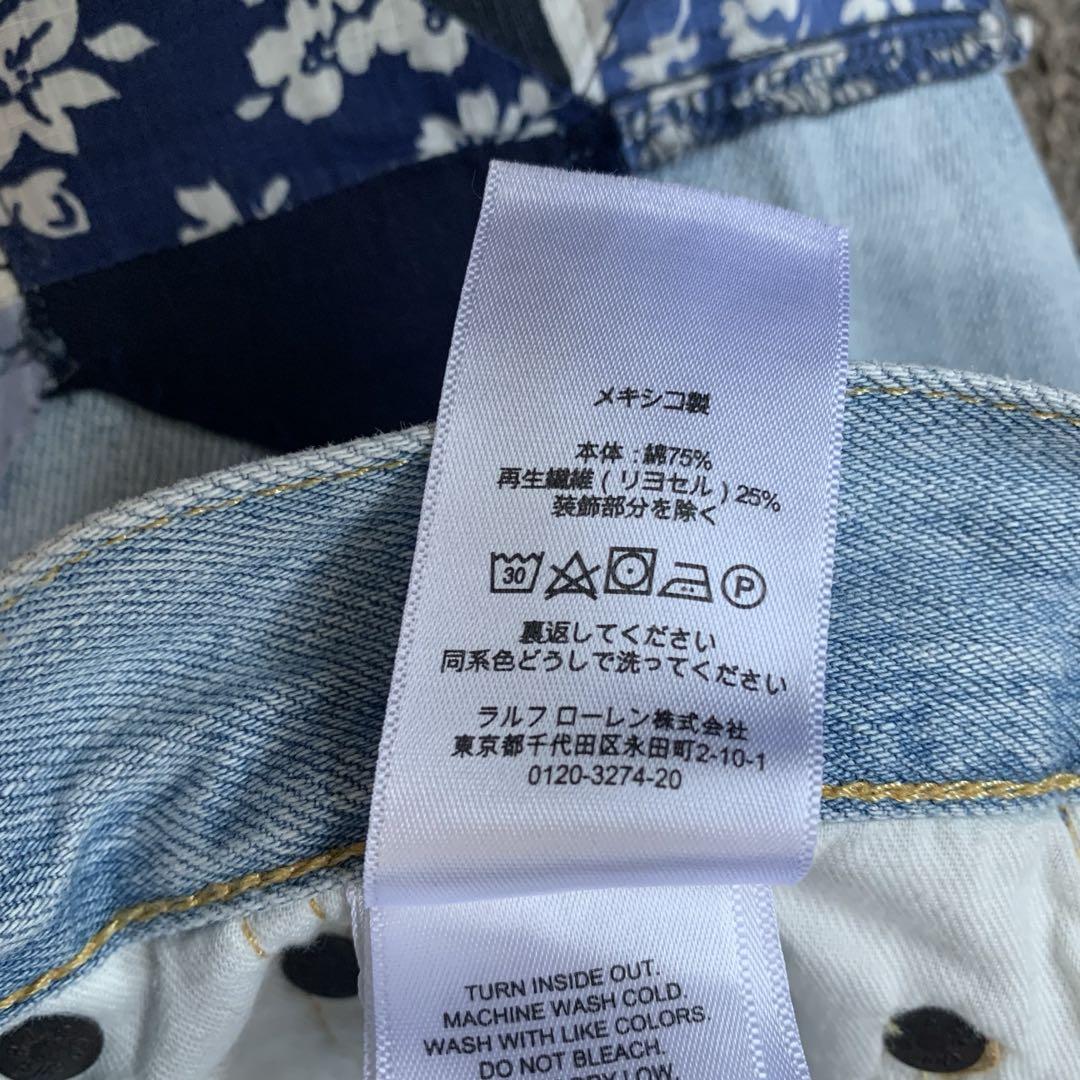 メキシコ製
本体 : 綿75%
再生繊維 ( リヨセル ) 25%
装飾部分を除く
30 P
裏返してください
同系色どうしで洗ってください
ラルフ ローレン株式会社
東京都千代田区永田町2-10-1
0120-3274-20
TURN INSIDE OUT.
MACHINE WASH COLD.
WASH WITH LIKE COLORS.
DO NOT BLEACH.
DRY LOW.